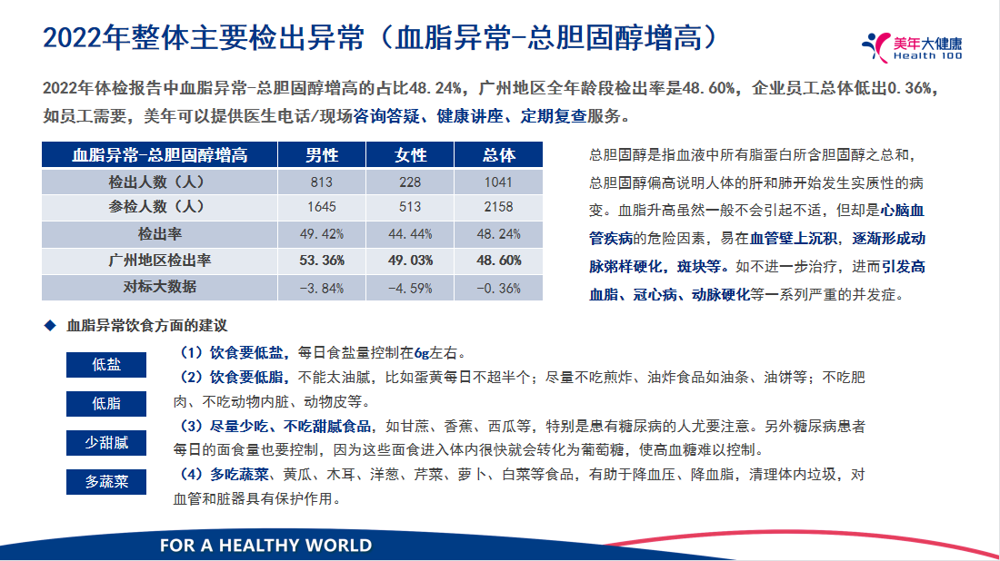 2022年整体主要检出异常（血脂异常-总胆固醇增高）
美年大健康
Health 100
2022年体检报告中血脂异常-总胆固醇增高的占比48.24%，广州地区全年龄段检出率是48.60%，企业员工总体低出0.36%，
如员工需要，美年可以提供医生电话/现场咨询答疑、健康讲座、定期复查服务。
血脂异常-总胆固醇增高 男性 女性 总体
检出人数（人） 813 228 1041
参检人数（人） 1645 513 2158
检出率 49.42% 44.44% 48.24%
广州地区检出率 53.36% 49.03% 48.60%
对标大数据 -3.84% -4.59% -0.36%
总胆固醇是指血液中所有脂蛋白所含胆固醇之总和，
总胆固醇偏高说明人体的肝和肺开始发生实质性的病
变。血脂升高虽然一般不会引起不适，但却是心脑血
管疾病的危险因素，易在血管壁上沉积，逐渐形成动
脉粥样硬化，斑块等。如不进一步治疗，进而引发高
血脂、冠心病、动脉硬化等一系列严重的并发症。
◆ 血脂异常饮食方面的建议
低盐
低脂
少甜腻
多蔬菜
（1）饮食要低盐，每日食盐量控制在6g左右。
（2）饮食要低脂，不能太油腻，比如蛋黄每日不超半个；尽量不吃煎炸、油炸食品如油条、油饼等；不吃肥
肉、不吃动物内脏、动物皮等。
（3）尽量少吃、不吃甜腻食品，如甘蔗、香蕉、西瓜等，特别是患有糖尿病的人尤要注意。另外糖尿病患者
每日的面食量也要控制，因为这些面食进入体内很快就会转化为葡萄糖，使高血糖难以控制。
（4）多吃蔬菜、黄瓜、木耳、洋葱、芹菜、萝卜、白菜等食品，有助于降血压、降血脂，清理体内垃圾，对
血管和脏器具有保护作用。
FOR A HEALTHY WORLD